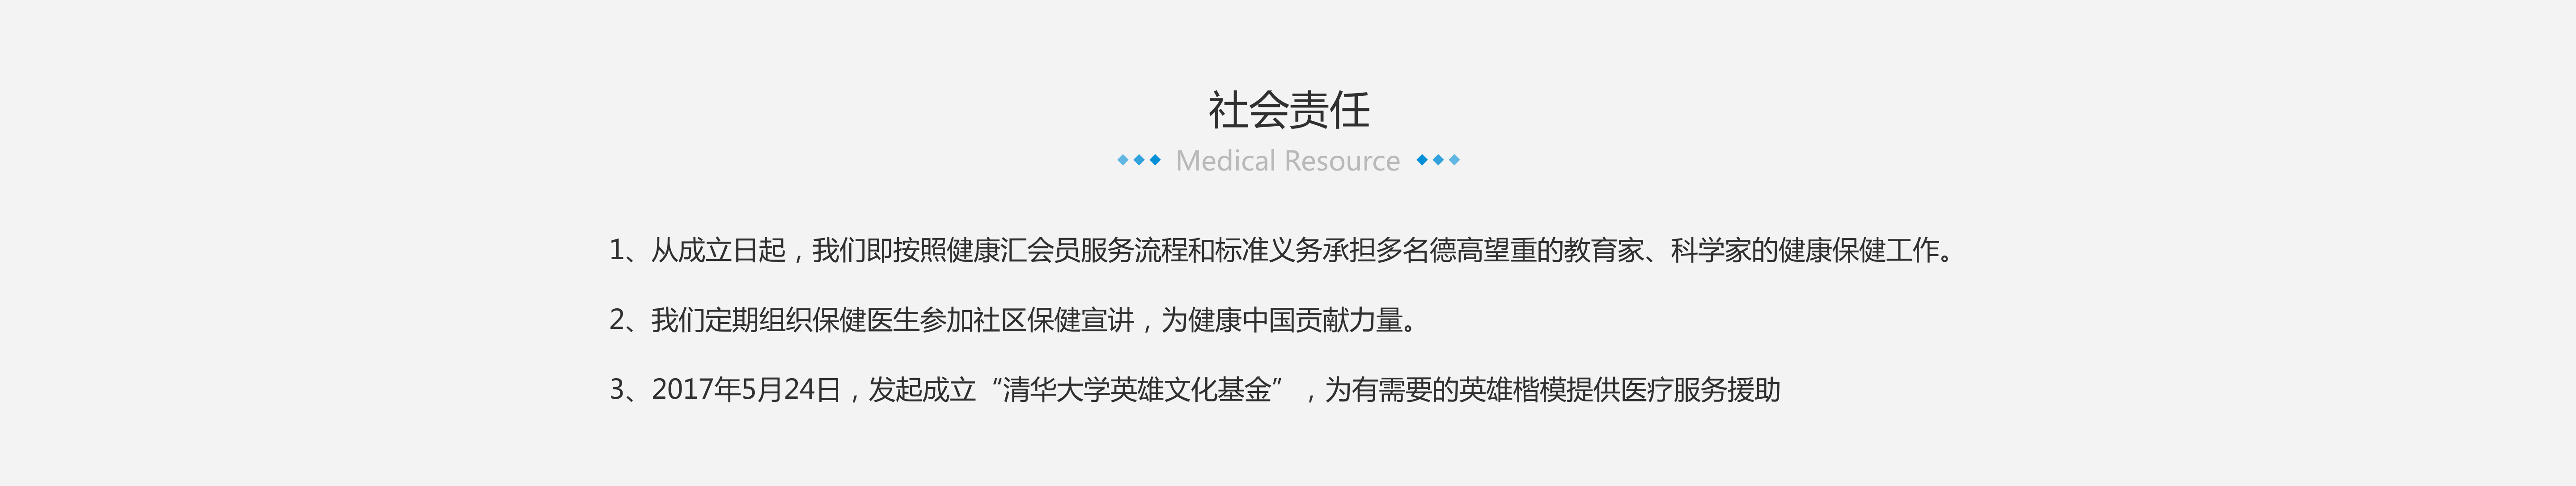 社会责任
Medical Resource
1、从成立日起，我们即按照健康汇会员服务流程和标准义务承担多名德高望重的教育家、科学家的健康保健工作。
2、我们定期组织保健医生参加社区保健宣讲，为健康中国贡献力量。
3、2017年5月24日，发起成立“清华大学英雄文化基金”，为有需要的英雄楷模提供医疗服务援助